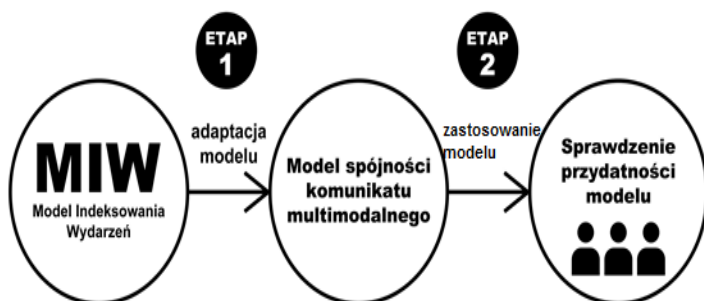 ETAP
1
ETAP
2
adaptacja
modelu
zastosowanie
modelu
MIW
Model Indeksowania
Wydarzeń
Model spójności
komunikatu
multimodalnego
Sprawdzenie
przydatności
modelu